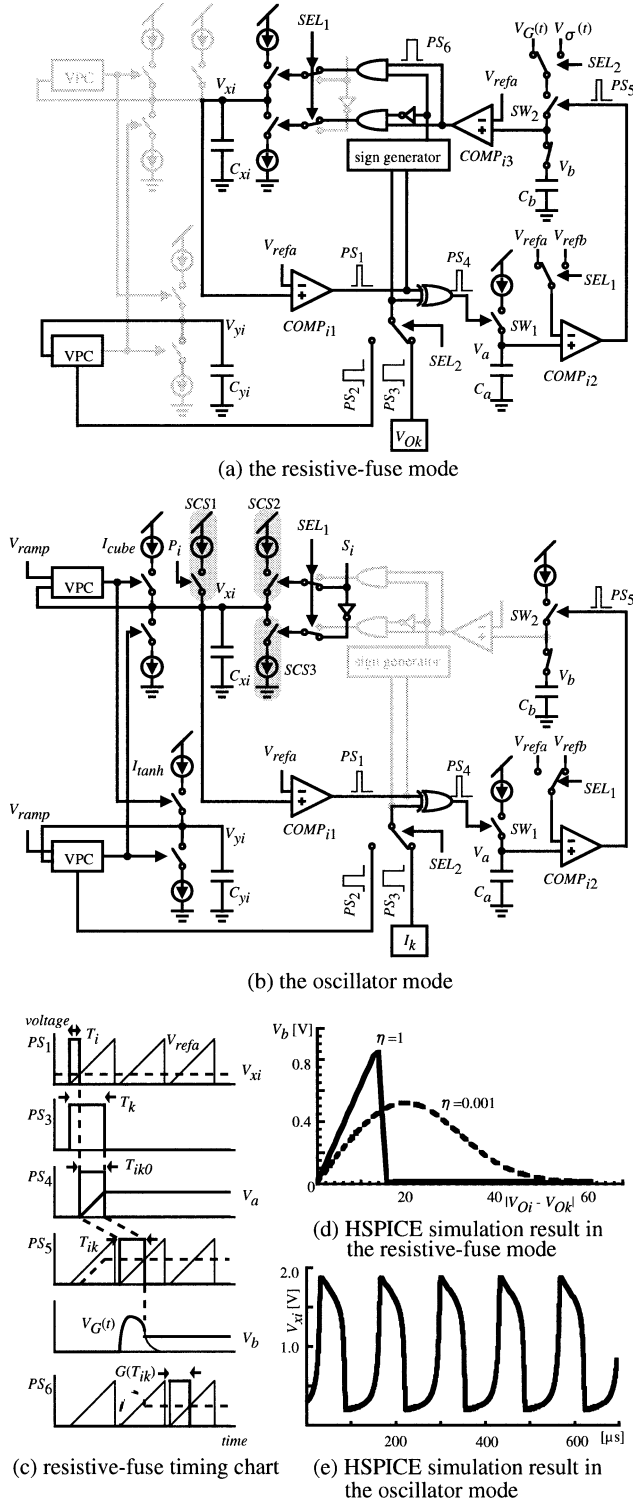 SEL1
VG(t) Vσ(t)
SEL2
PS6
PS5
VPC
Vxi
Vrefa
SW2
Cxi
COMPi3
sign generator
Vb
Cb
Vrefa
PS1
PS4
Vrefa Vrefb
SEL1
COMPi1
SW1
Vyi
VPC
Cyi
SEL2
Va
Ca
COMPi2
PS2
PS3
VOk
(a) the resistive-fuse mode
SCS1 SCS2
Icube
Pi
SEL1
Si
Vramp
VPC
Vxi
PS5
SW2
Cxi
SCS3
sign generator
Vb
Cb
Itanh
Vrefa
PS1
PS4
Vrefa Vrefb
SEL1
Vramp
COMPi1
SW1
Vyi
VPC
Cyi
SEL2
Va
Ca
COMPi2
PS2
PS3
Ik
(b) the oscillator mode
voltage
Ti
PS1
Vrefa
Vxi
Tk
PS3
Tik0
PS4
Va
Tik
PS5
VG(t)
Vb
G(Tik)
PS6
time
(c) resistive-fuse timing chart
Vb [V]
η=1
0.8
η=0.001
0.4
0
20 40 60
|VOi - VOk|
(d) HSPICE simulation result in
the resistive-fuse mode
2.0
Vxi [V]
1.0
200 400 600 [μs]
(e) HSPICE simulation result in
the oscillator mode